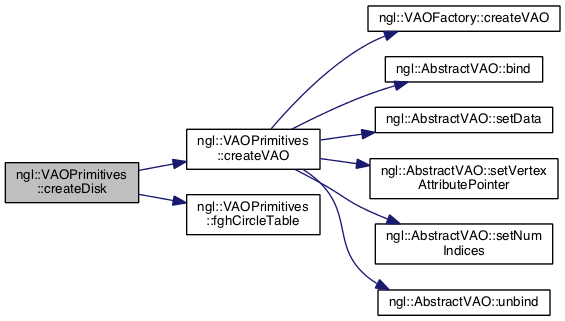 ngl::VAOFactory::createVAO
ngl::AbstractVAO::bind
ngl::AbstractVAO::setData
ngl::VAOPrimitives
::createVAO
ngl::VAOPrimitives
::createDisk
ngl::AbstractVAO::setVertex
AttributePointer
ngl::VAOPrimitives
::fghCircleTable
ngl::AbstractVAO::setNum
Indices
ngl::AbstractVAO::unbind